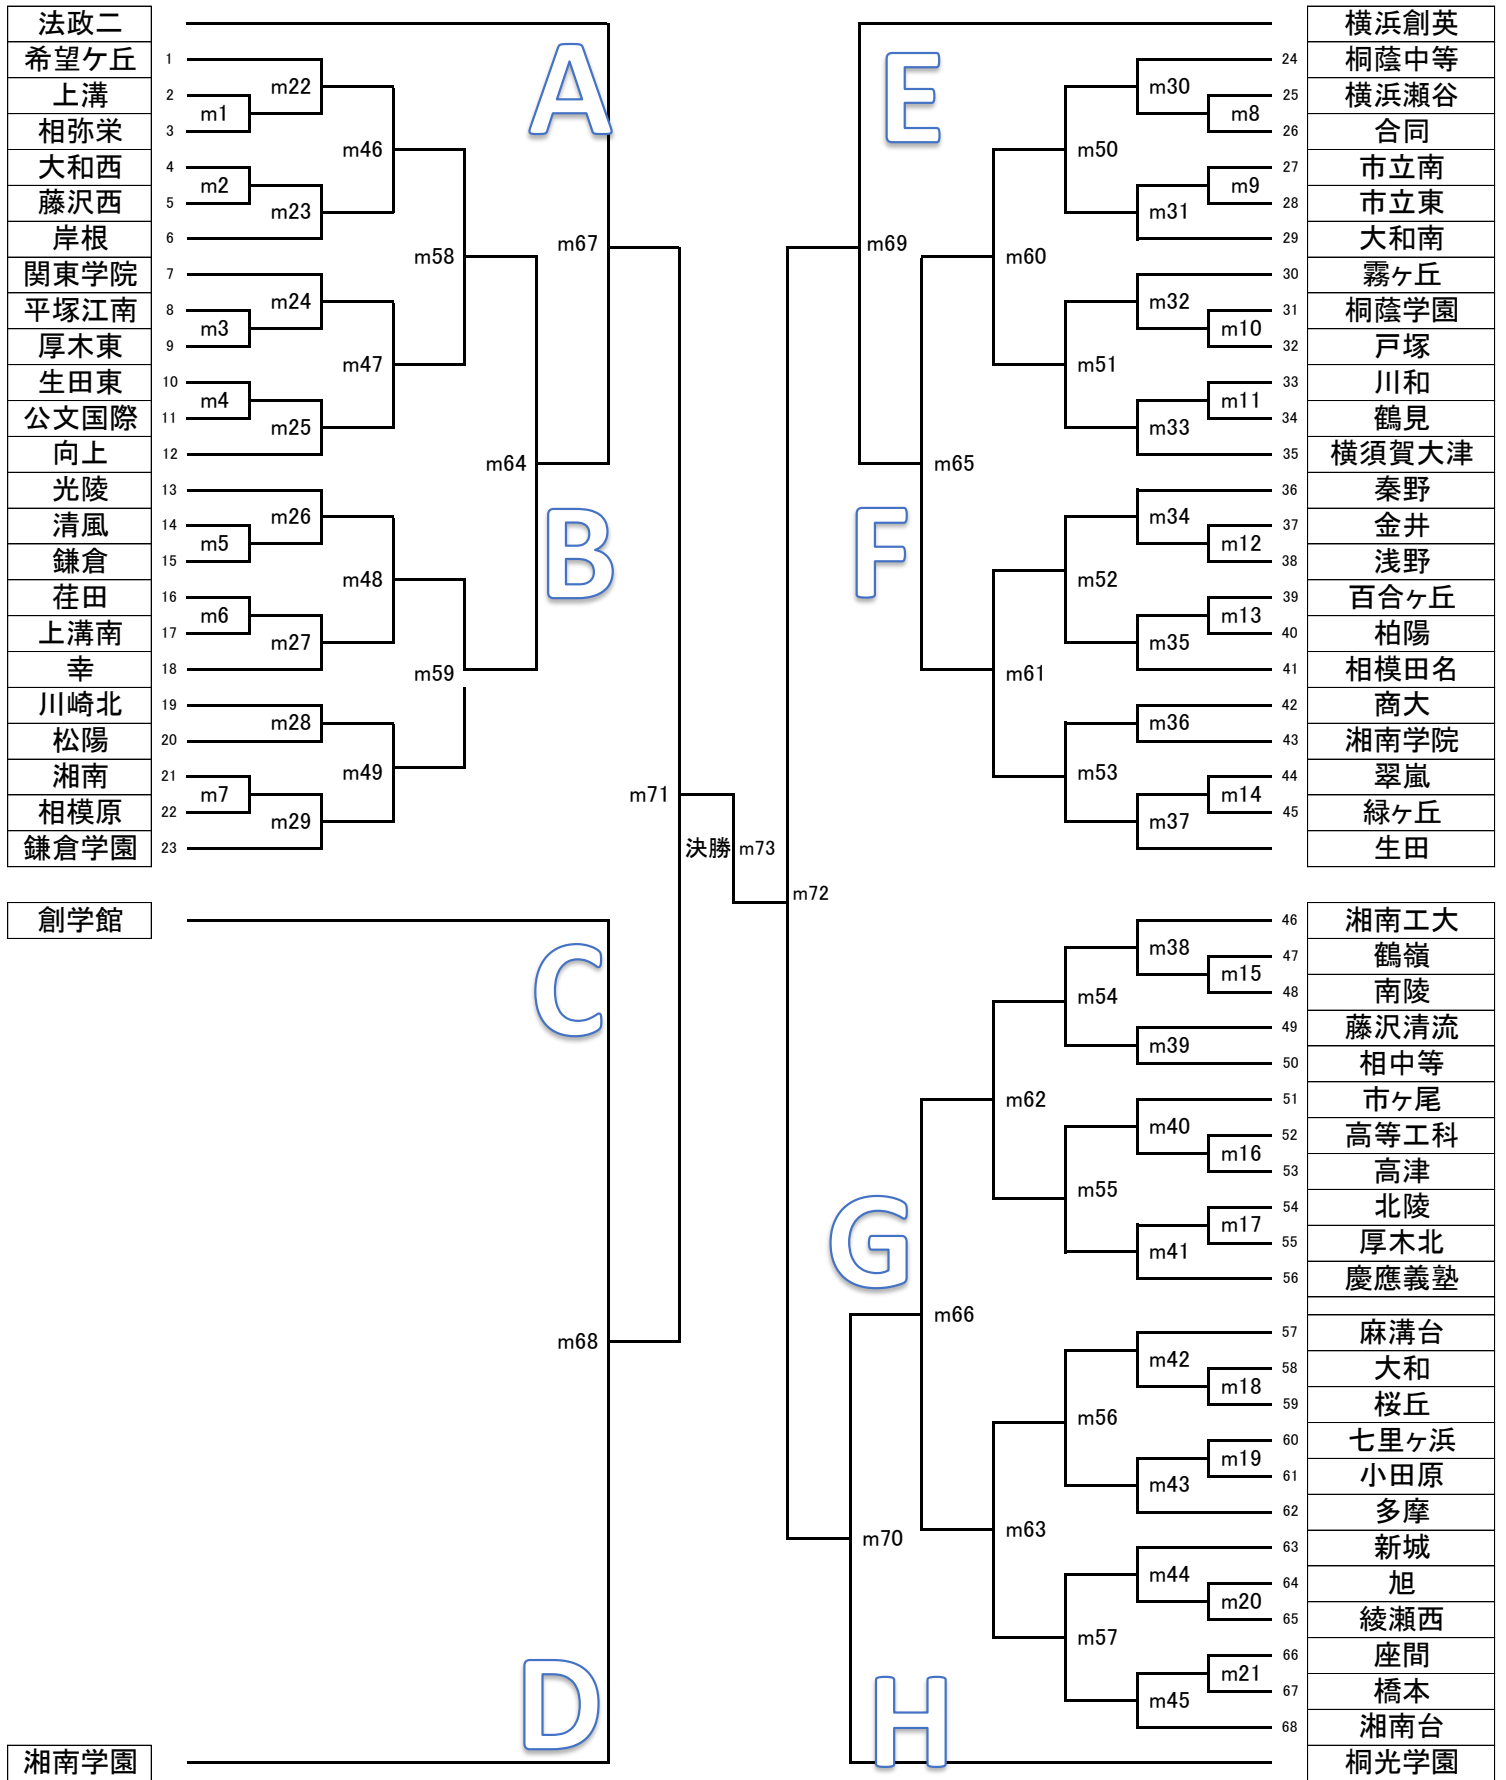 法政二
希望ケ丘 1
上溝 2
相弥栄 3
大和西 4
藤沢西 5
岸根 6
関東学院 7
平塚江南 8
厚木東 9
生田東 10
公文国際 11
向上 12
光陵 13
清風 14
鎌倉 15
荏田 16
上溝南 17
幸 18
川崎北 19
松陽 20
湘南 21
相模原 22
鎌倉学園 23
創学館
湘南学園
m1
m2
m3
m4
m5
m6
m7
m22
m23
m24
m25
m26
m27
m28
m29
m46
m47
m48
m49
m58
m59
m64
m67
m68
m71
A
B
C
D
決勝 m73
m72
E
F
G
H
m69
m70
m65
m66
m60
m61
m62
m63
m50
m51
m52
m53
m54
m55
m56
m57
m30
m31
m32
m33
m34
m35
m36
m37
m38
m39
m40
m41
m42
m43
m44
m45
m8
m9
m10
m11
m12
m13
m14
m15
m16
m17
m18
m19
m20
m21
横浜創英
24 桐蔭中等
25 横浜瀬谷
26 合同
27 市立南
28 市立東
29 大和南
30 霧ヶ丘
31 桐蔭学園
32 戸塚
33 川和
34 鶴見
35 横須賀大津
36 秦野
37 金井
38 浅野
39 百合ヶ丘
40 柏陽
41 相模田名
42 商大
43 湘南学院
44 翠嵐
45 緑ヶ丘
生田
46 湘南工大
47 鶴嶺
48 南陵
49 藤沢清流
50 相中等
51 市ヶ尾
52 高等工科
53 高津
54 北陵
55 厚木北
56 慶應義塾
57 麻溝台
58 大和
59 桜丘
60 七里ヶ浜
61 小田原
62 多摩
63 新城
64 旭
65 綾瀬西
66 座間
67 橋本
68 湘南台
桐光学園